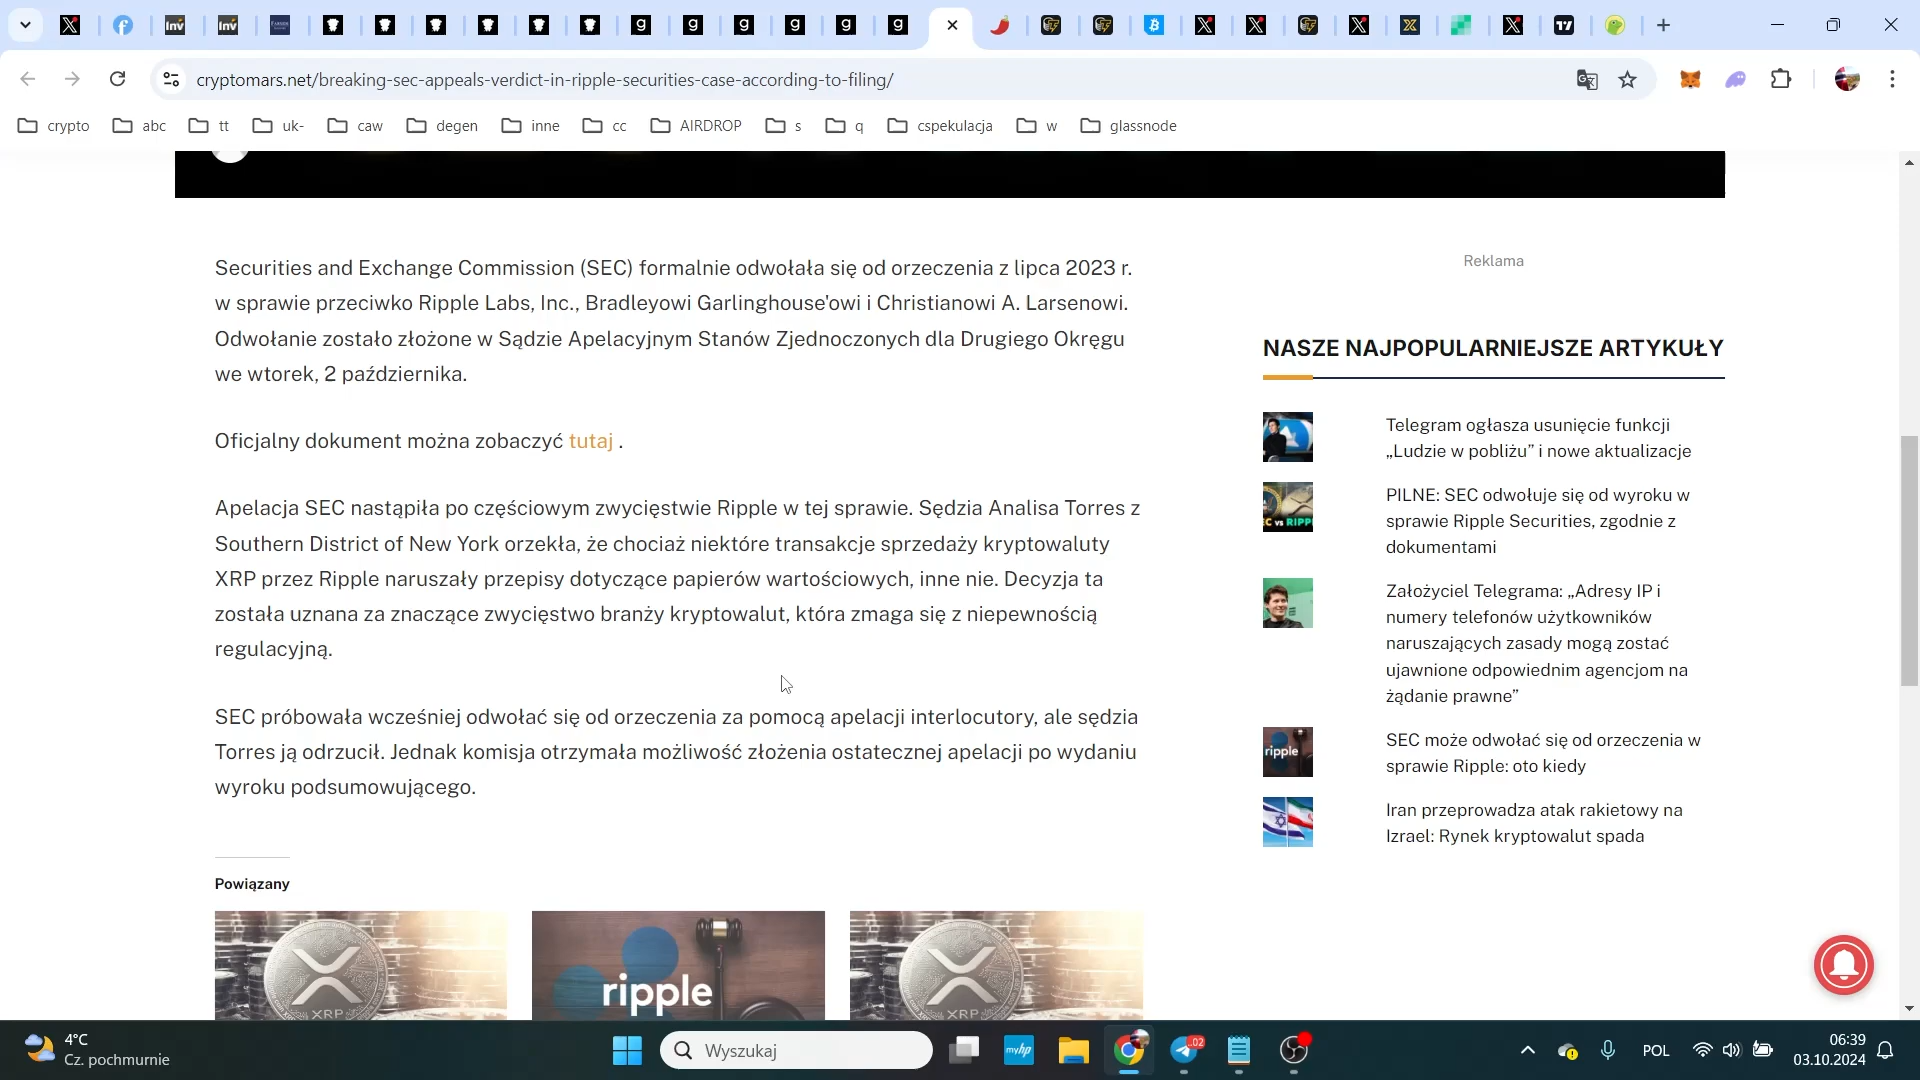 cryptomars.net/breaking-sec-appeals-verdict-in-ripple-securities-case-according-to-filing/
crypto
abc
tt
uk-
caw
degen
inne
cc
AIRDROP
s
q
cspekulacja
w
glassnode
Securities and Exchange Commission (SEC) formalnie odwołała się od orzeczenia z lipca 2023 r.
w sprawie przeciwko Ripple Labs, Inc., Bradleyowi Garlinghouse'owi i Christianowi A. Larsenowi.
Odwołanie zostało złożone w Sądzie Apelacyjnym Stanów Zjednoczonych dla Drugiego Okręgu
we wtorek, 2 października.
Oficjalny dokument można zobaczyć tutaj .
Apelacja SEC nastąpiła po częściowym zwycięstwie Ripple w tej sprawie. Sędzia Analisa Torres z
Southern District of New York orzekła, że chociaż niektóre transakcje sprzedaży kryptowaluty
XRP przez Ripple naruszały przepisy dotyczące papierów wartościowych, inne nie. Decyzja ta
została uznana za znaczące zwycięstwo branży kryptowalut, która zmaga się z niepewnością
regulacyjną.
SEC próbowała wcześniej odwołać się od orzeczenia za pomocą apelacji interlocutory, ale sędzia
Torres ją odrzucił. Jednak komisja otrzymała możliwość złożenia ostatecznej apelacji po wydaniu
wyroku podsumowującego.
Powiązany
XRP
ripple
XRP
Reklama
NASZE NAJPOPULARNIEJSZE ARTYKUŁY
Telegram ogłasza usunięcie funkcji
„Ludzie w pobliżu” i nowe aktualizacje
PILNE: SEC odwołuje się od wyroku w
sprawie Ripple Securities, zgodnie z
dokumentami
Założyciel Telegrama: „Adresy IP i
numery telefonów użytkowników
naruszających zasady mogą zostać
ujawnione odpowiednim agencjom na
żądanie prawne”
ripple
SEC może odwołać się od orzeczenia w
sprawie Ripple: oto kiedy
Iran przeprowadza atak rakietowy na
Izrael: Rynek kryptowalut spada
4°C
Cz. pochmurnie
Wyszukaj
myhp
POL
06:39
03.10.2024